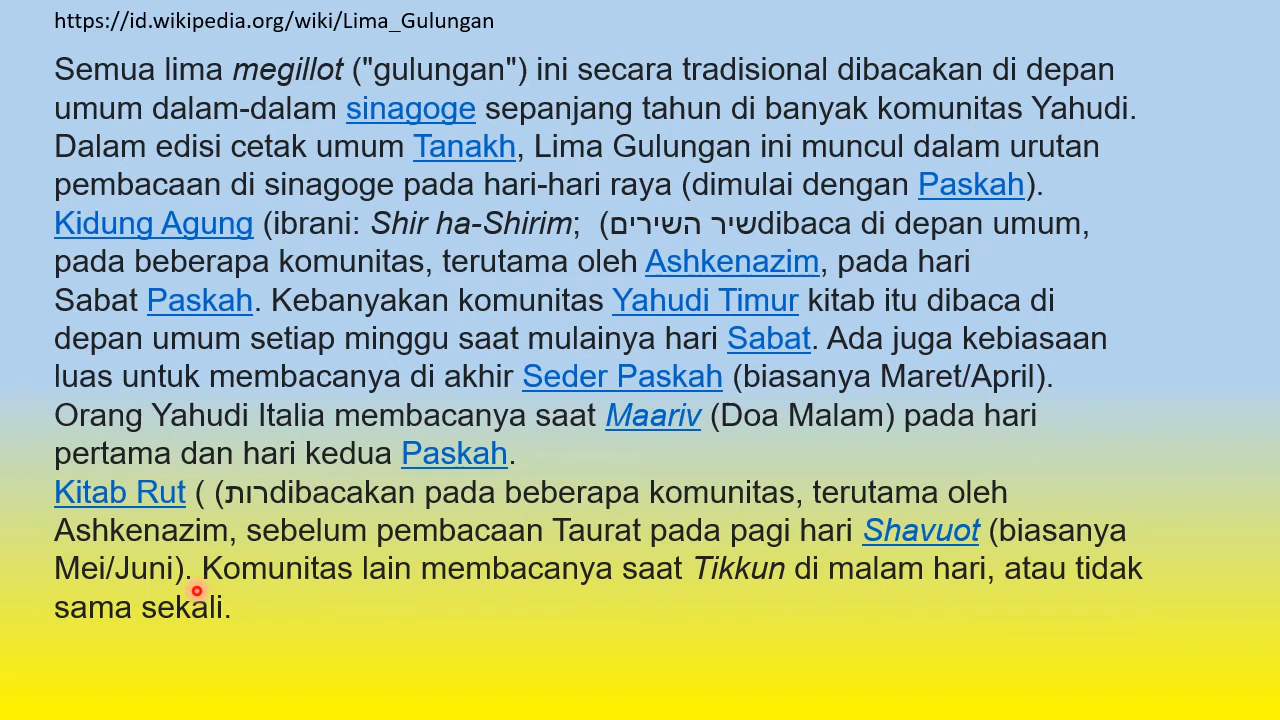 https://id.wikipedia.org/wiki/Lima_Gulungan
Semua lima megillot ("gulungan") ini secara tradisional dibacakan di depan
umum dalam-dalam sinagoge sepanjang tahun di banyak komunitas Yahudi.
Dalam edisi cetak umum Tanakh, Lima Gulungan ini muncul dalam urutan
pembacaan di sinagoge pada hari-hari raya (dimulai dengan Paskah).
Kidung Agung (ibrani: Shir ha-Shirim; (שיר השירים dibaca di depan umum,
pada beberapa komunitas, terutama oleh Ashkenazim, pada hari
Sabat Paskah. Kebanyakan komunitas Yahudi Timur kitab itu dibaca di
depan umum setiap minggu saat mulainya hari Sabat. Ada juga kebiasaan
luas untuk membacanya di akhir Seder Paskah (biasanya Maret/April).
Orang Yahudi Italia membacanya saat Maariv (Doa Malam) pada hari
pertama dan hari kedua Paskah.
Kitab Rut ( (רות dibacakan pada beberapa komunitas, terutama oleh
Ashkenazim, sebelum pembacaan Taurat pada pagi hari Shavuot (biasanya
Mei/Juni). Komunitas lain membacanya saat Tikkun di malam hari, atau tidak
sama sekali.